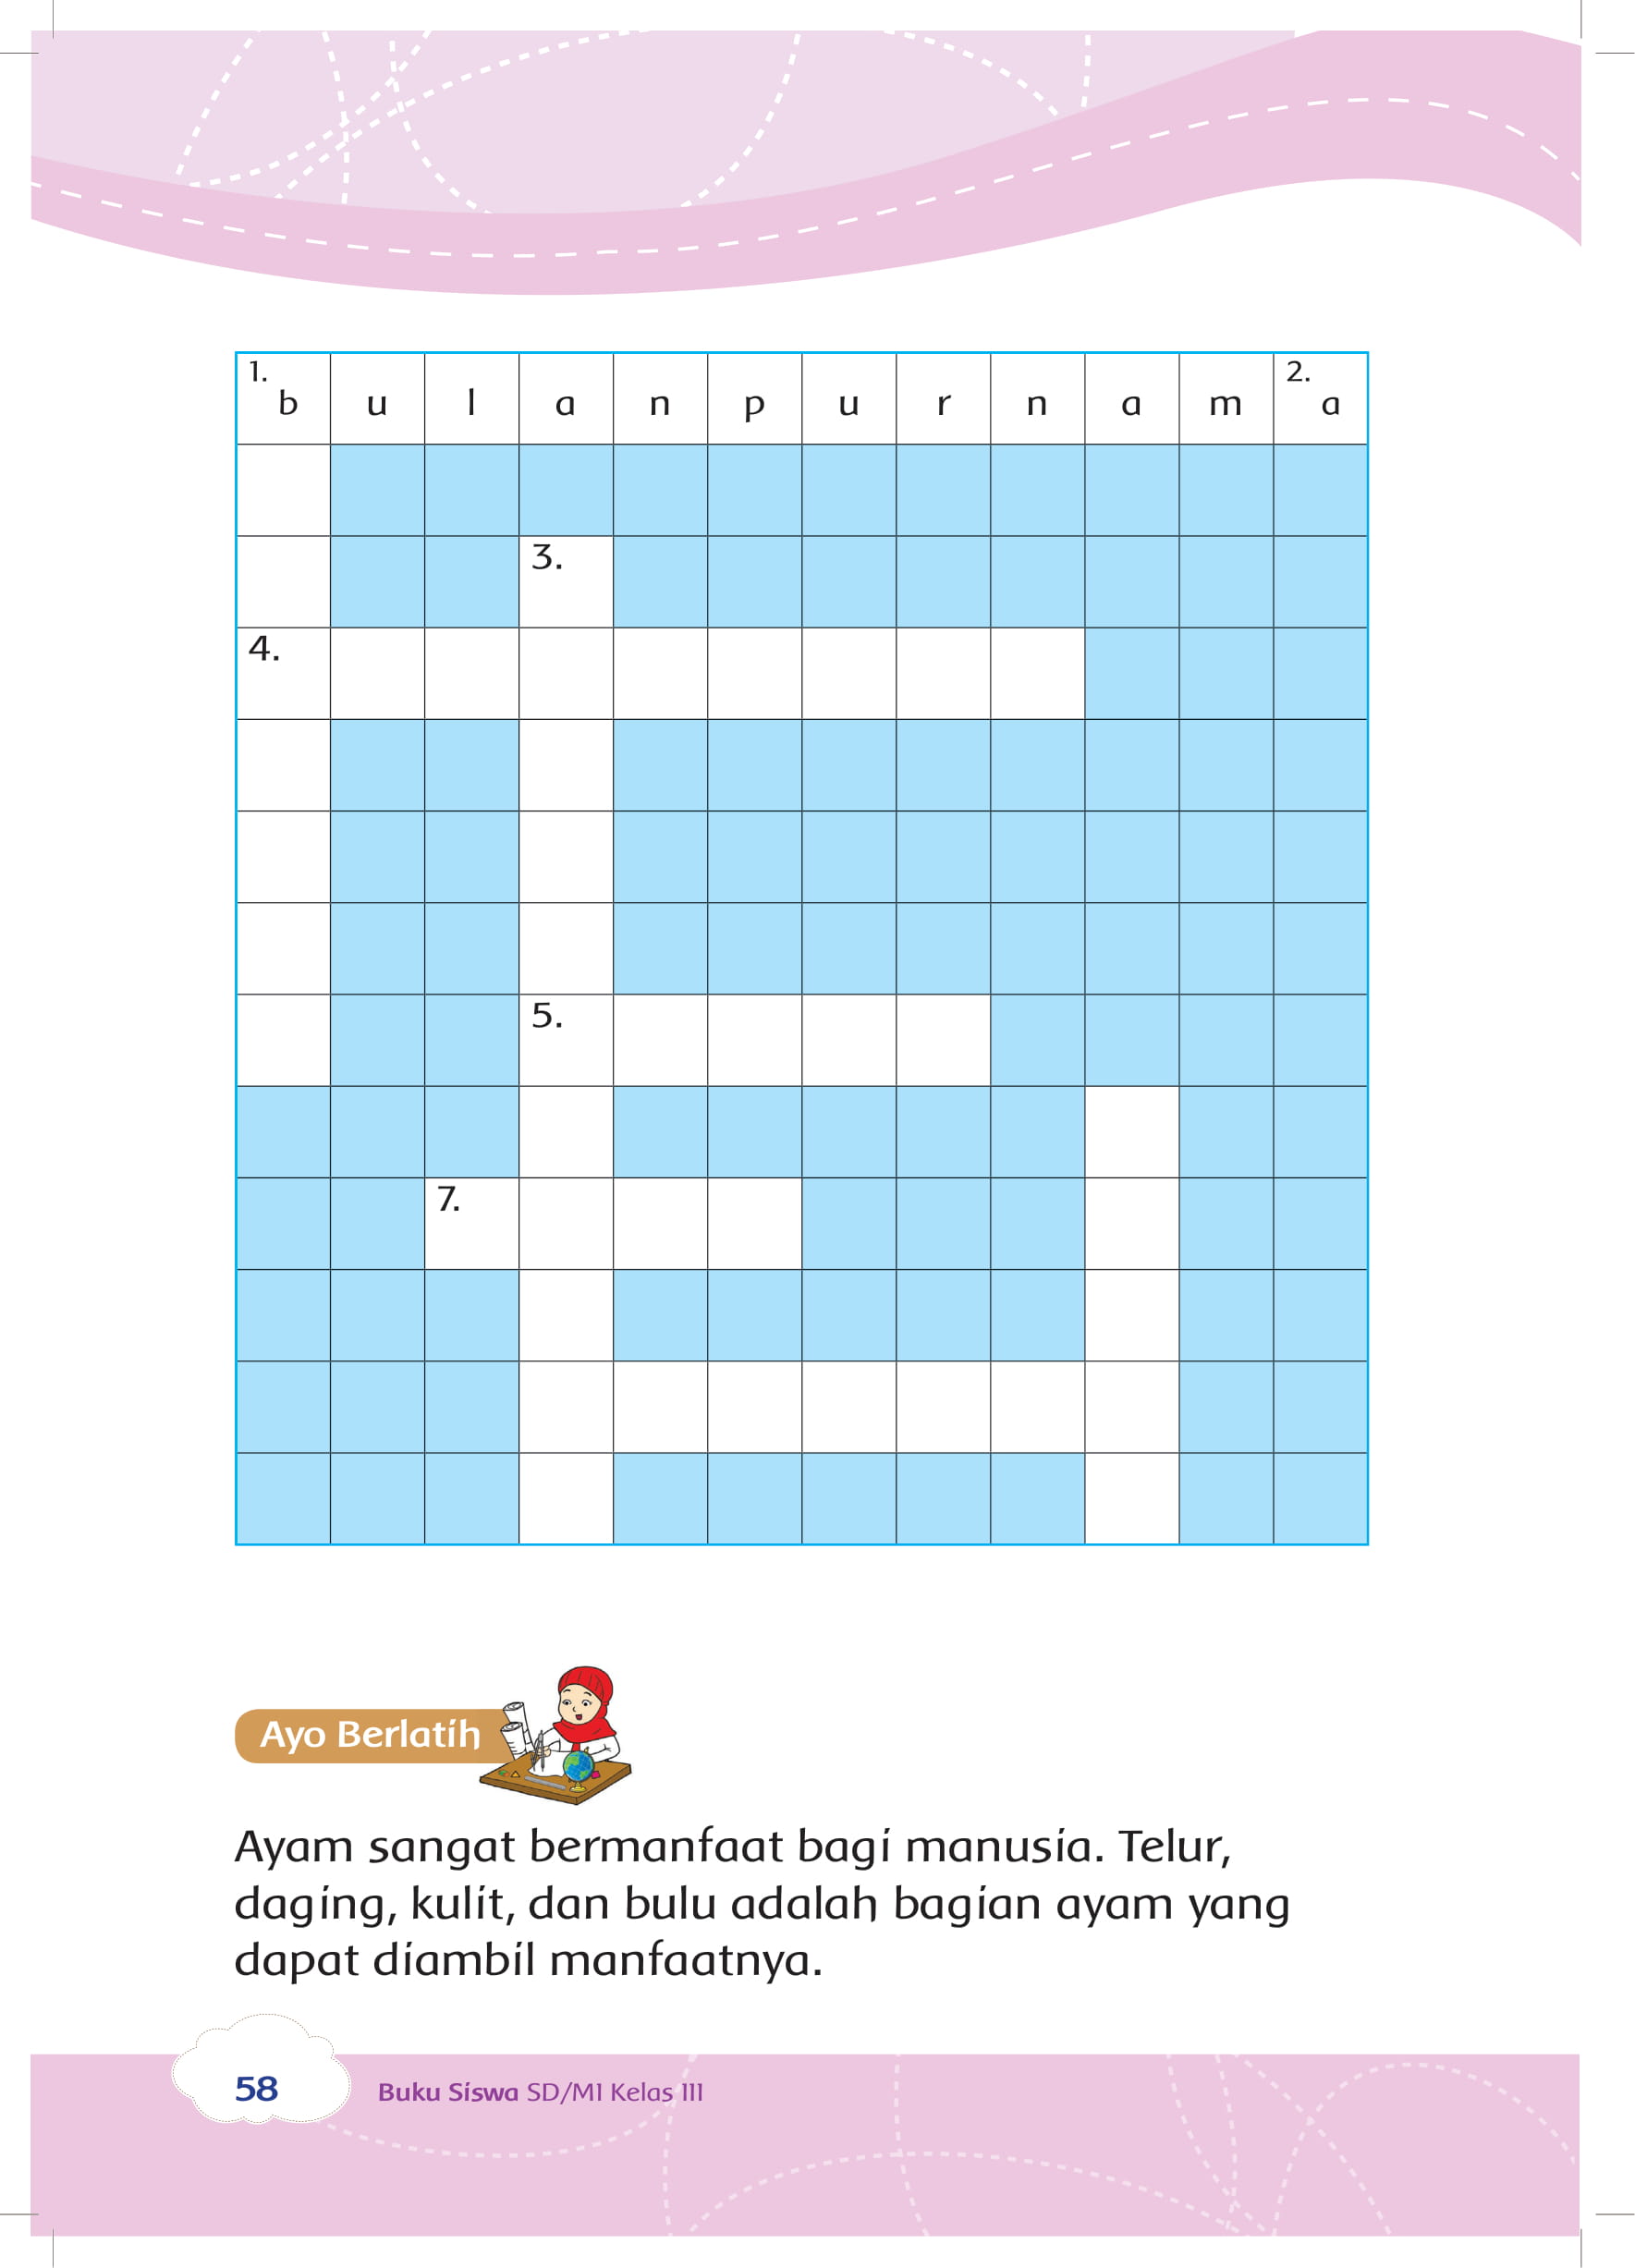 1. 2.
b u l a n p u r n a m a
3.
4.
5.
7.
Ayo Berlatih
Ayam sangat bermanfaat bagi manusia. Telur,
daging, kulit, dan bulu adalah bagian ayam yang
dapat diambil manfaatnya.
58 Buku Siswa SD/MI Kelas III